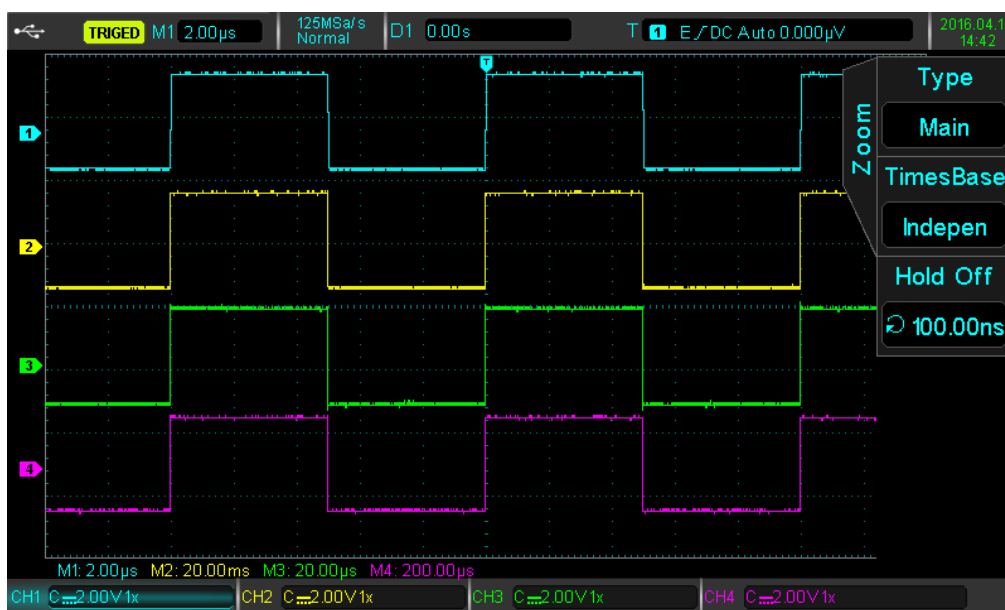 TRIGED M1 2.00µs 125MSa/s Normal D1 0.00s T 1 E DC Auto 0.000µV 2016.04.1 14:42
T
Type
Zoom
Main
1
TimesBase
Indepen
2
Hold Off
100.00ns
3
4
M1: 2.00µs M2: 20.00ms M3: 20.00µs M4: 200.00µs
CH1 C 2.00V 1x CH2 C 2.00V 1x CH3 C 2.00V 1x CH4 C 2.00V 1x